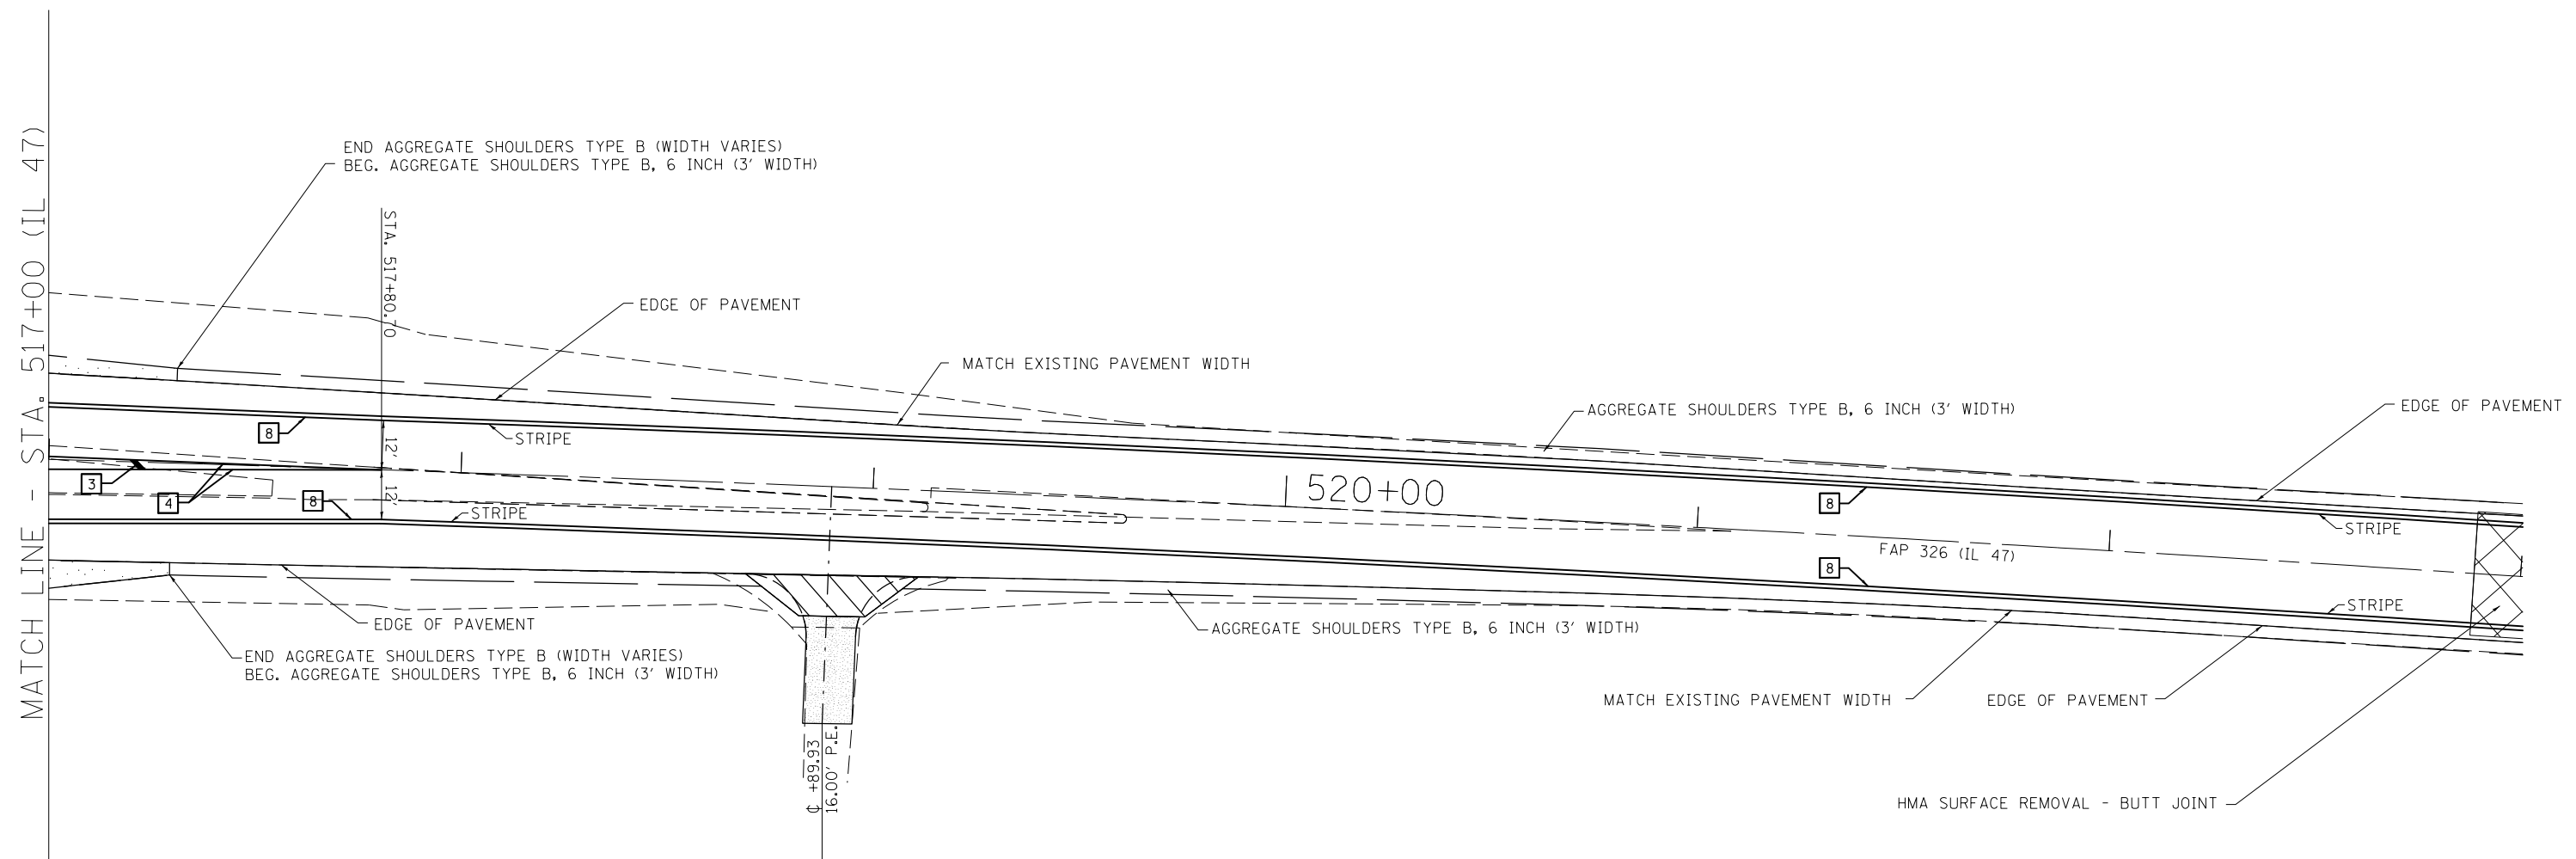 MATCH LINE - STA. 517+00 (IL 47)
END AGGREGATE SHOULDERS TYPE B (WIDTH VARIES)
BEG. AGGREGATE SHOULDERS TYPE B, 6 INCH (3' WIDTH)
STA. 517+80.70
EDGE OF PAVEMENT
MATCH EXISTING PAVEMENT WIDTH
AGGREGATE SHOULDERS TYPE B, 6 INCH (3' WIDTH)
EDGE OF PAVEMENT
8
STRIPE
12'
3
4
8
12'
STRIPE
520+00
8
STRIPE
FAP 326 (IL 47)
8
STRIPE
EDGE OF PAVEMENT
AGGREGATE SHOULDERS TYPE B, 6 INCH (3' WIDTH)
END AGGREGATE SHOULDERS TYPE B (WIDTH VARIES)
BEG. AGGREGATE SHOULDERS TYPE B, 6 INCH (3' WIDTH)
MATCH EXISTING PAVEMENT WIDTH
EDGE OF PAVEMENT
℄ +89.93
16.00' P.E.
HMA SURFACE REMOVAL - BUTT JOINT